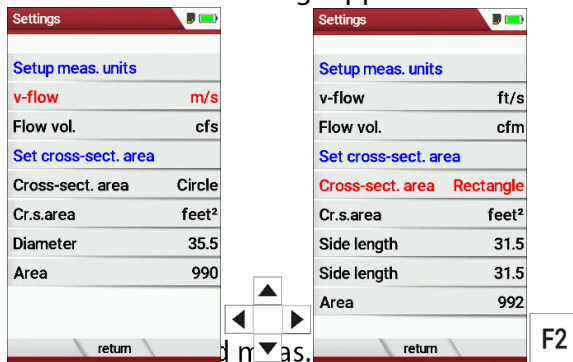 Settings
Setup meas. units
v-flow m/s
Flow vol. cfs
Set cross-sect. area
Cross-sect. area Circle
Cr.s.area feet²
Diameter 35.5
Area 990
return
Settings
Setup meas. units
v-flow ft/s
Flow vol. cfm
Set cross-sect. area
Cross-sect. area Rectangle
Cr.s.area feet²
Side length 31.5
Side length 31.5
Area 992
return
F2